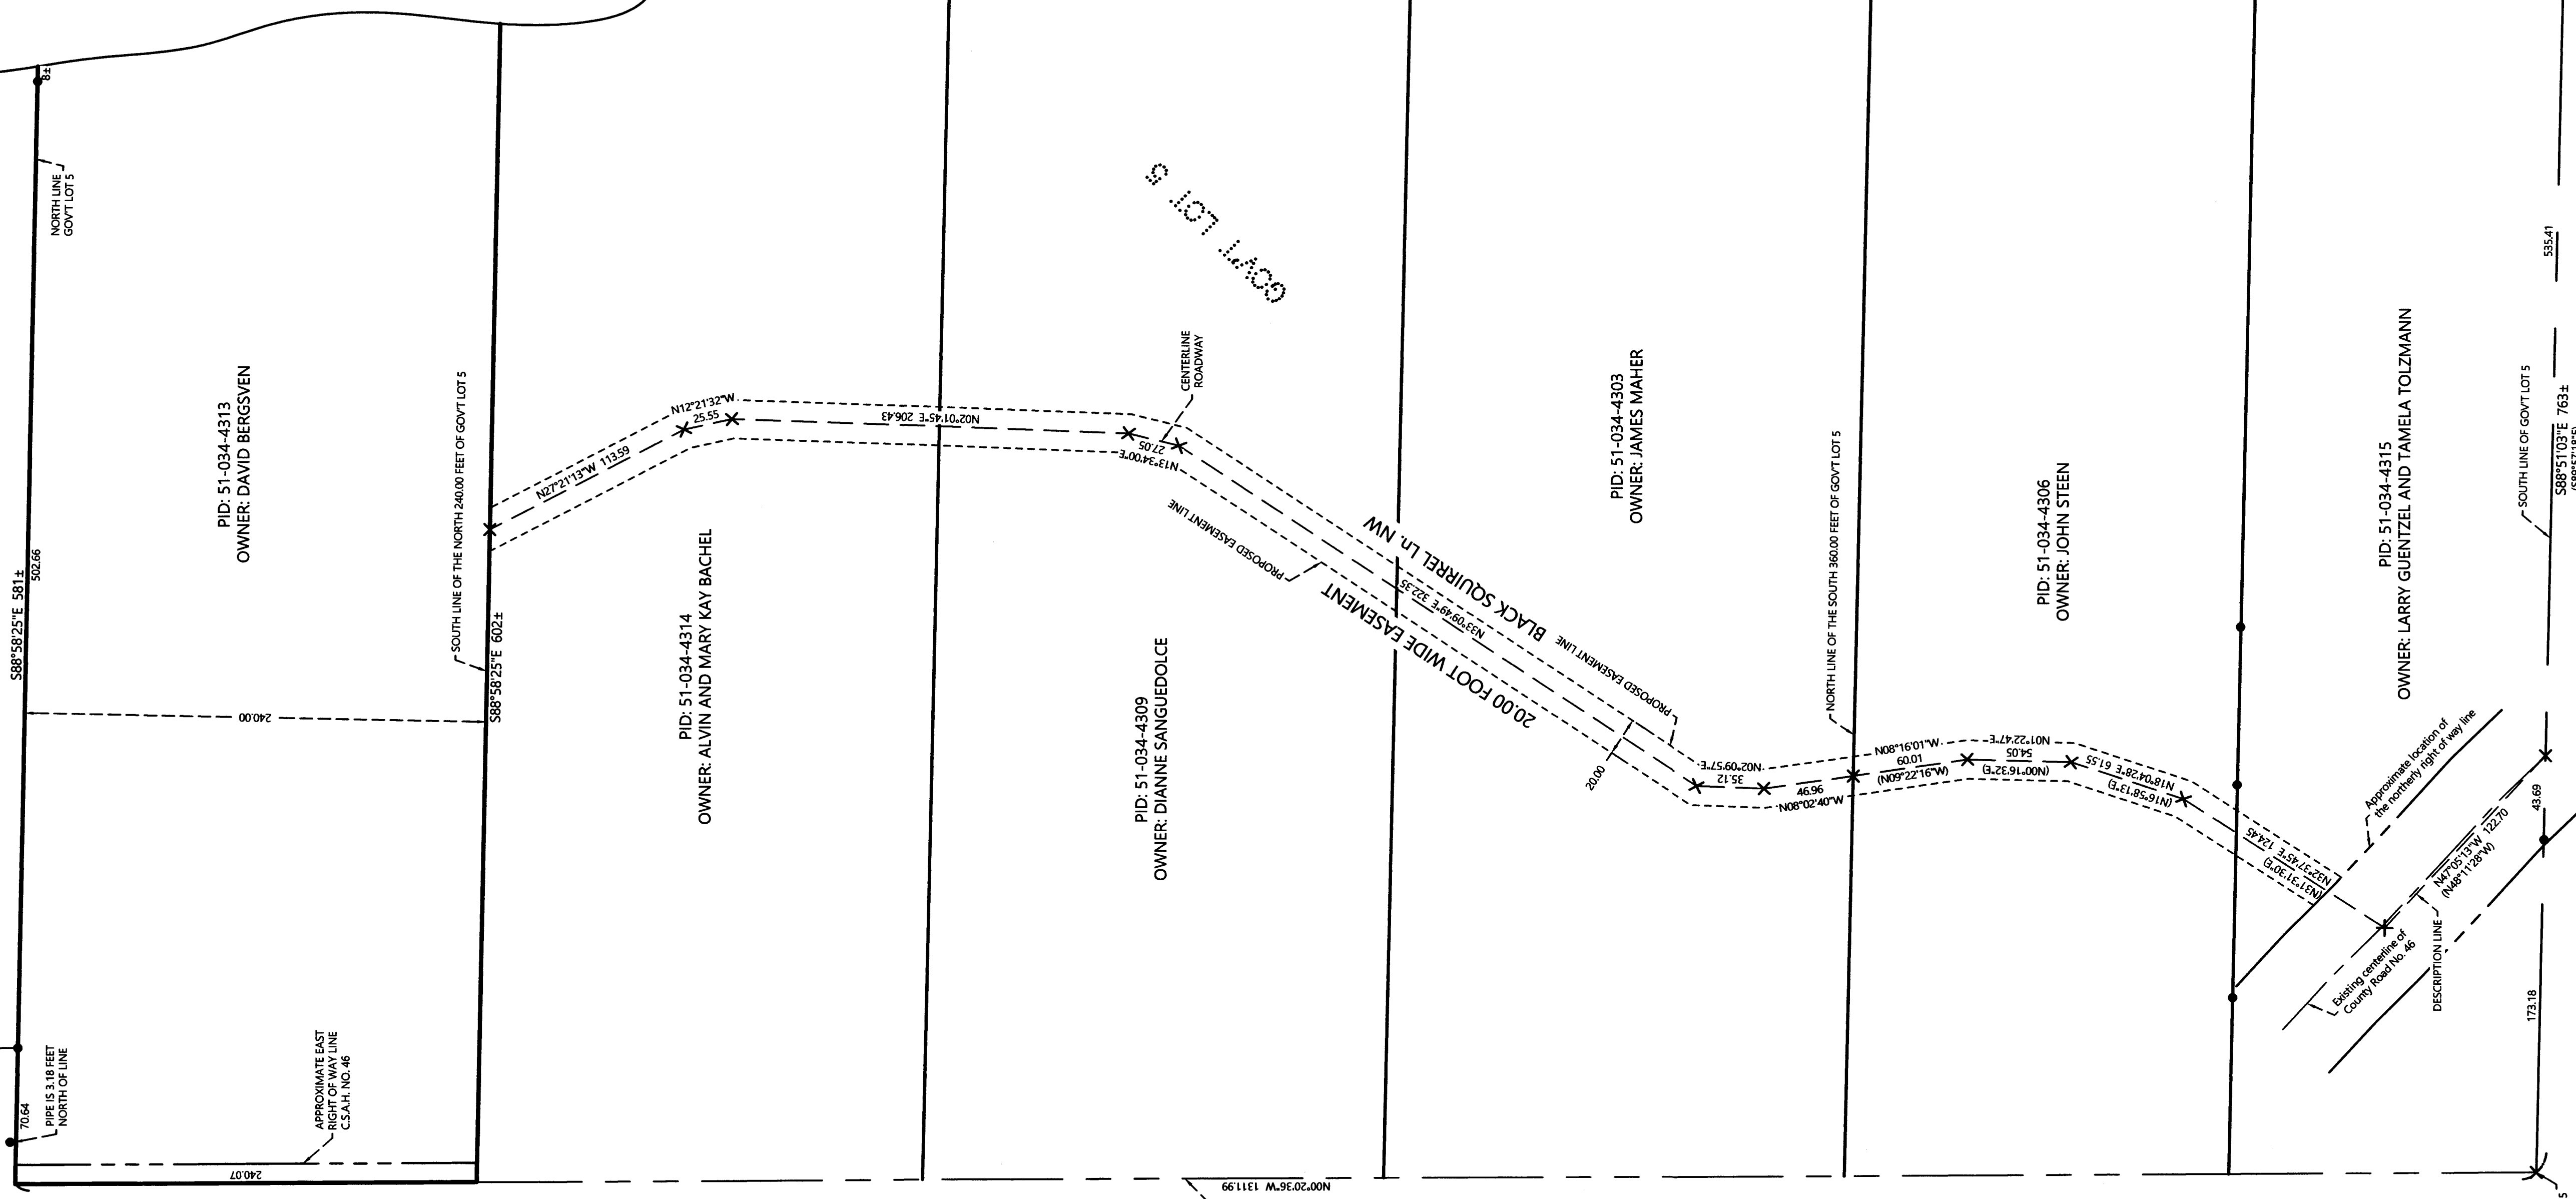 S88°58'25"E 581±
502.66
70.64
8±
NORTH LINE
GOV'T LOT 5
PIPE IS 3.18 FEET
NORTH OF LINE
PID: 51-034-4313
OWNER: DAVID BERGSVEN
240.00
240.07
APPROXIMATE EAST
RIGHT OF WAY LINE
C.S.A.H. NO. 46
SOUTH LINE OF THE NORTH 240.00 FEET OF GOV'T LOT 5
S88°58'25"E 602±
N27°21'13"W 113.59
N12°21'32"W
25.55
PID: 51-034-4314
OWNER: ALVIN AND MARY KAY BACHEL
N02°01'45"E 206.43
27.05
N13°34'00"E
CENTERLINE
ROADWAY
GOV'T LOT 5
PID: 51-034-4309
OWNER: DIANNE SANGUEDOLCE
PROPOSED EASEMENT LINE
20.00 FOOT WIDE EASEMENT
N33°09'49"E 322.35
BLACK SQUIRREL Ln. NW
PROPOSED EASEMENT LINE
20.00
N00°20'36"W 1311.99
PID: 51-034-4303
OWNER: JAMES MAHER
N02°09'57"E
35.12
46.96
N08°02'40"W
NORTH LINE OF THE SOUTH 360.00 FEET OF GOV'T LOT 5
N08°16'01"W
60.01
(N09°22'16"W)
N01°22'47"E
54.05
(N00°16'32"E)
N18°04'28"E 61.55
(N16°58'13"E)
PID: 51-034-4306
OWNER: JOHN STEEN
N32°37'45"E 124.45
(N31°31'30"E)
PID: 51-034-4315
OWNER: LARRY GUENTZEL AND TAMELA TOLZMANN
Approximate location of
the northerly right of way line
Existing centerline of
County Road No. 46
DESCRIPTION LINE
N47°05'13"W 122.70
(N48°11'28"W)
SOUTH LINE OF GOV'T LOT 5
535.41
43.69
173.18
S88°51'03"E 763±
(S89°57'18"E)